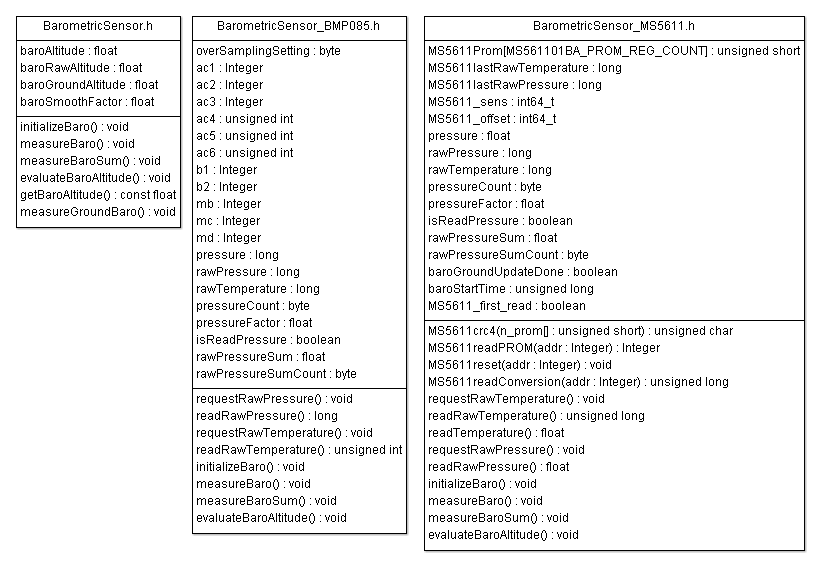 BarometricSensor.h
baroAltitude : float
baroRawAltitude : float
baroGroundAltitude : float
baroSmoothFactor : float
initializeBaro() : void
measureBaro() : void
measureBaroSum() : void
evaluateBaroAltitude() : void
getBaroAltitude() : const float
measureGroundBaro() : void
BarometricSensor_BMP085.h
overSamplingSetting : byte
ac1 : Integer
ac2 : Integer
ac3 : Integer
ac4 : unsigned int
ac5 : unsigned int
ac6 : unsigned int
b1 : Integer
b2 : Integer
mb : Integer
mc : Integer
md : Integer
pressure : long
rawPressure : long
rawTemperature : long
pressureCount : byte
pressureFactor : float
isReadPressure : boolean
rawPressureSum : float
rawPressureSumCount : byte
requestRawPressure() : void
readRawPressure() : long
requestRawTemperature() : void
readRawTemperature() : unsigned int
initializeBaro() : void
measureBaro() : void
measureBaroSum() : void
evaluateBaroAltitude() : void
BarometricSensor_MS5611.h
MS5611Prom[MS561101BA_PROM_REG_COUNT] : unsigned short
MS5611lastRawTemperature : long
MS5611lastRawPressure : long
MS5611_sens : int64_t
MS5611_offset : int64_t
pressure : float
rawPressure : long
rawTemperature : long
pressureCount : byte
pressureFactor : float
isReadPressure : boolean
rawPressureSum : float
rawPressureSumCount : byte
baroGroundUpdateDone : boolean
baroStartTime : unsigned long
MS5611_first_read : boolean
MS5611crc4(n_prom[] : unsigned short) : unsigned char
MS5611readPROM(addr : Integer) : Integer
MS5611reset(addr : Integer) : void
MS5611readConversion(addr : Integer) : unsigned long
requestRawTemperature() : void
readRawTemperature() : unsigned long
readTemperature() : float
requestRawPressure() : void
readRawPressure() : float
initializeBaro() : void
measureBaro() : void
measureBaroSum() : void
evaluateBaroAltitude() : void